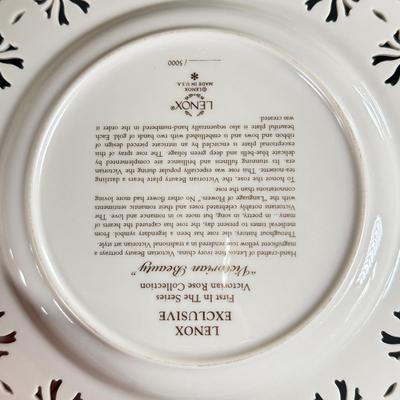 LENOX
EXCLUSIVE
First In The Series
Victorian Rose Collection
"Victorian Beauty"
Hand-crafted of Lenox fine ivory china, Victorian Beauty portrays a
magnificent yellow rose rendered in a traditional Victorian art style.
Throughout history, the rose has been a legendary symbol. From
medieval times to present day, the rose has captured the hearts of
many... in poetry, in song, but more so in romance and love. The
Victorians notably celebrated roses and their romantic sentiments
with the "Language of Flowers." No other flower had more loving
connotations than the rose.
To honor the rose, the Victorian Beauty plate bears a dazzling
tea-rosette. This rose was especially popular during the Victorian
era. Its stunning fullness and brilliance are complemented by
delicate blue-bells and deep green foliage. The rose spray of this
exceptional plate is encircled by an intricate pierced design of
ribbon and bows and is embellished with two bands of gold. Each
beautiful plate is also sequentially hand-numbered in the order it
was created.
LENOX®
©LENOX
MADE IN U.S.A.
/ 5000